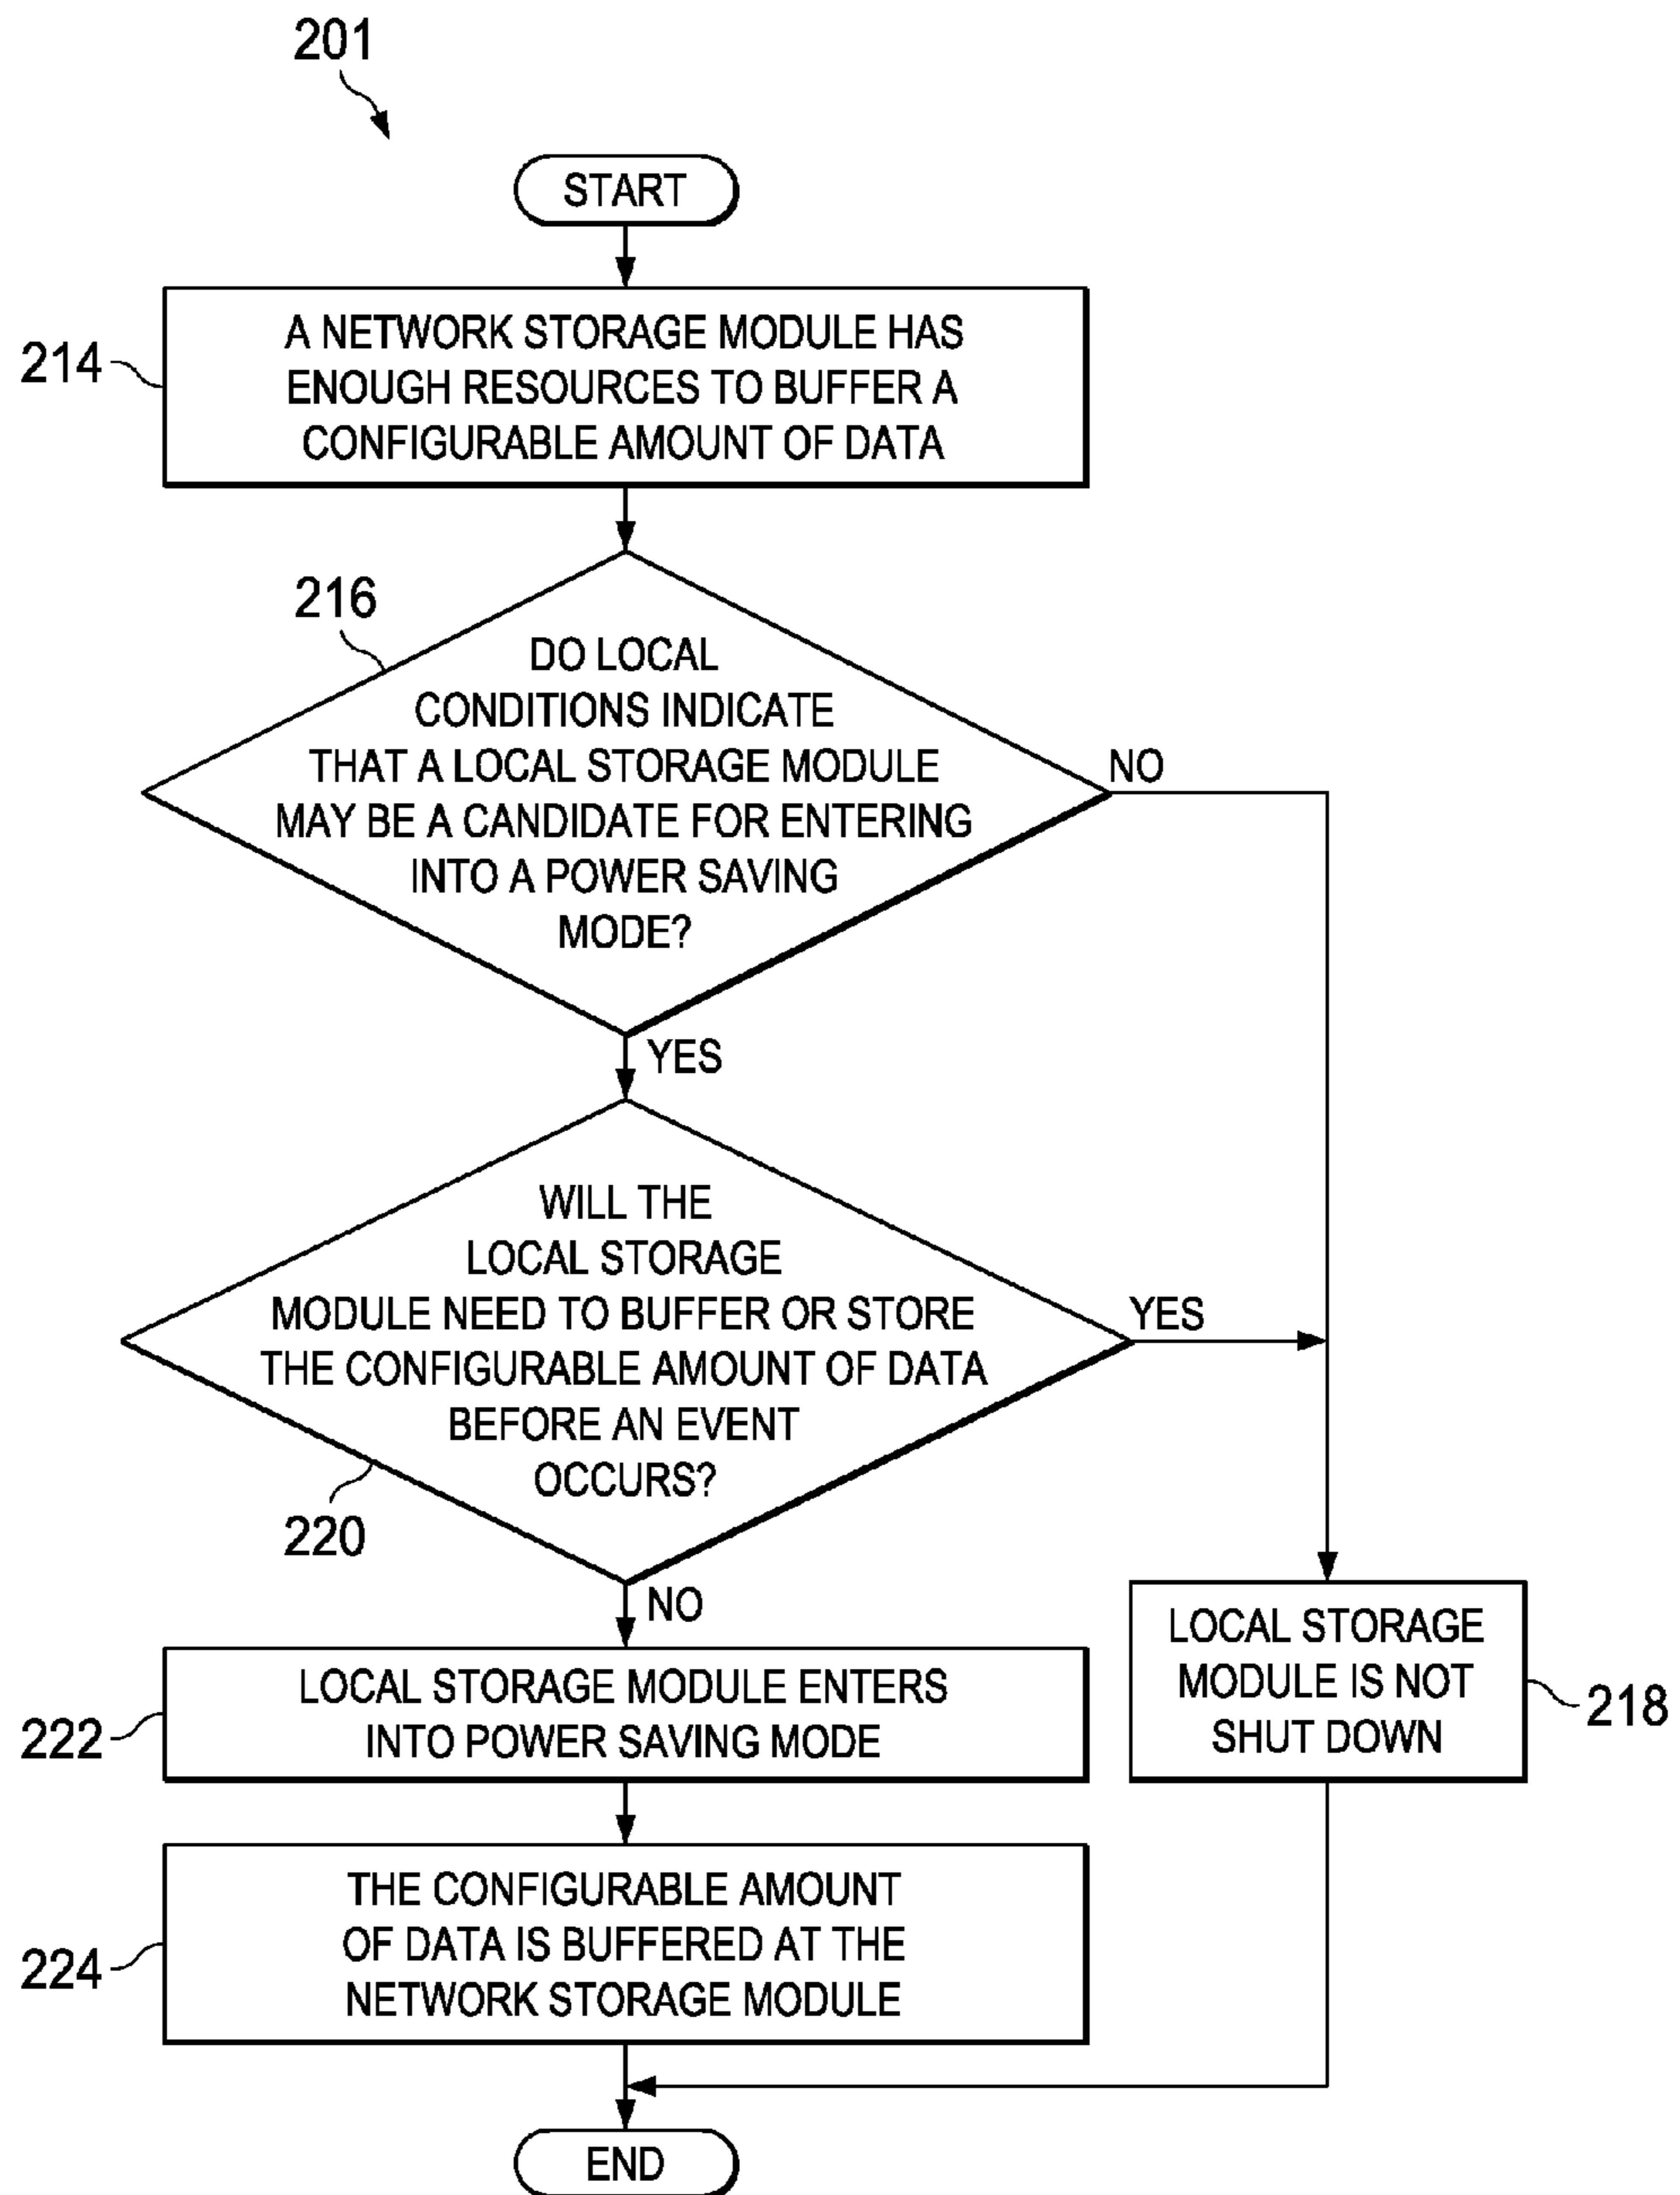 201
START
214
A NETWORK STORAGE MODULE HAS
ENOUGH RESOURCES TO BUFFER A
CONFIGURABLE AMOUNT OF DATA
216
DO LOCAL
CONDITIONS INDICATE
THAT A LOCAL STORAGE MODULE
MAY BE A CANDIDATE FOR ENTERING
INTO A POWER SAVING
MODE?
NO
YES
WILL THE
LOCAL STORAGE
MODULE NEED TO BUFFER OR STORE
THE CONFIGURABLE AMOUNT OF DATA
BEFORE AN EVENT
OCCURS?
YES
220
NO
LOCAL STORAGE MODULE ENTERS
INTO POWER SAVING MODE
222
LOCAL STORAGE
MODULE IS NOT
SHUT DOWN
218
THE CONFIGURABLE AMOUNT
OF DATA IS BUFFERED AT THE
NETWORK STORAGE MODULE
224
END